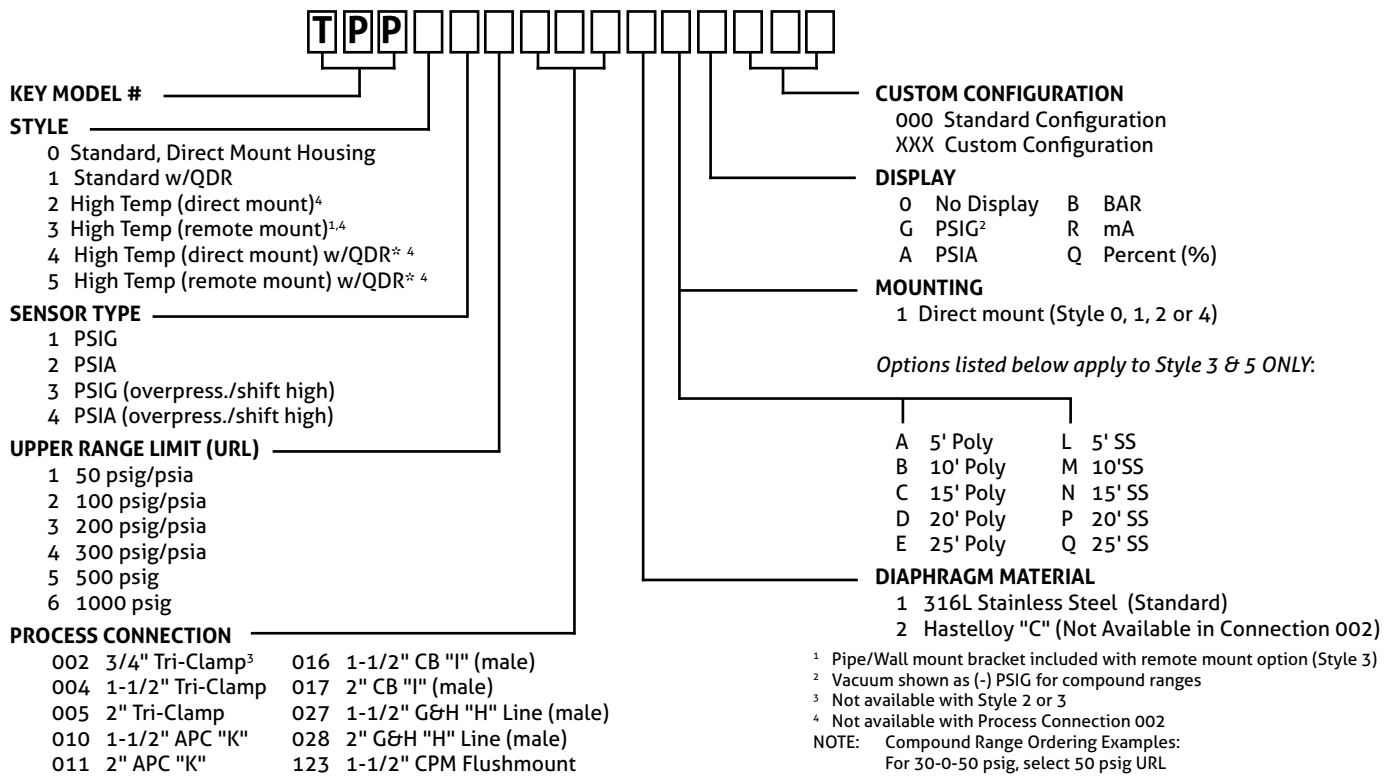 TPP
KEY MODEL #
STYLE
0 Standard, Direct Mount Housing
1 Standard w/QDR
2 High Temp (direct mount)⁴
3 High Temp (remote mount)¹,⁴
4 High Temp (direct mount) w/QDR* ⁴
5 High Temp (remote mount) w/QDR* ⁴
SENSOR TYPE
1 PSIG
2 PSIA
3 PSIG (overpress./shift high)
4 PSIA (overpress./shift high)
UPPER RANGE LIMIT (URL)
1 50 psig/psia
2 100 psig/psia
3 200 psig/psia
4 300 psig/psia
5 500 psig
6 1000 psig
PROCESS CONNECTION
002 3/4" Tri-Clamp³
004 1-1/2" Tri-Clamp
005 2" Tri-Clamp
010 1-1/2" APC "K"
011 2" APC "K"
016 1-1/2" CB "I" (male)
017 2" CB "I" (male)
027 1-1/2" G&H "H" Line (male)
028 2" G&H "H" Line (male)
123 1-1/2" CPM Flushmount
CUSTOM CONFIGURATION
000 Standard Configuration
XXX Custom Configuration
DISPLAY
0 No Display B BAR
G PSIG² R mA
A PSIA Q Percent (%)
MOUNTING
1 Direct mount (Style 0, 1, 2 or 4)
Options listed below apply to Style 3 & 5 ONLY:
A 5' Poly L 5' SS
B 10' Poly M 10'SS
C 15' Poly N 15' SS
D 20' Poly P 20' SS
E 25' Poly Q 25' SS
DIAPHRAGM MATERIAL
1 316L Stainless Steel (Standard)
2 Hastelloy "C" (Not Available in Connection 002)
¹ Pipe/Wall mount bracket included with remote mount option (Style 3)
² Vacuum shown as (-) PSIG for compound ranges
³ Not available with Style 2 or 3
⁴ Not available with Process Connection 002
NOTE: Compound Range Ordering Examples:
For 30-0-50 psig, select 50 psig URL